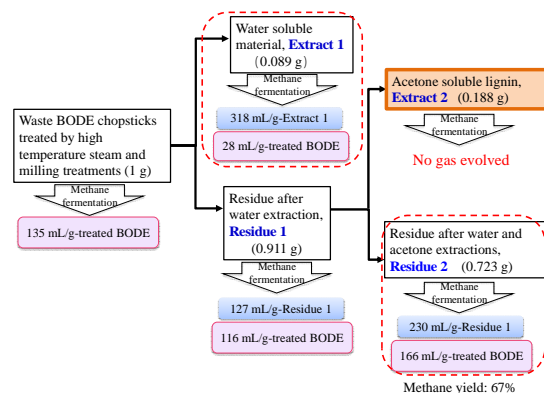 Waste BODE chopsticks
treated by high
temperature steam and
milling treatments (1 g)
Methane
fermentation
135 mL/g-treated BODE
Water soluble
material, Extract 1
(0.089 g)
Methane
fermentation
318 mL/g-Extract 1
28 mL/g-treated BODE
Residue after
water extraction,
Residue 1
(0.911 g)
Methane
fermentation
127 mL/g-Residue 1
116 mL/g-treated BODE
Acetone soluble lignin,
Extract 2 (0.188 g)
Methane
fermentation
No gas evolved
Residue after water and
acetone extractions,
Residue 2 (0.723 g)
Methane
fermentation
230 mL/g-Residue 1
166 mL/g-treated BODE
Methane yield: 67%